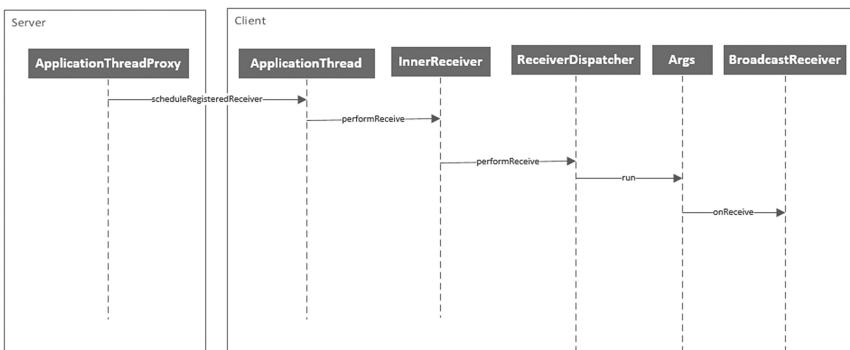 Server
Client
ApplicationThreadProxy
ApplicationThread
InnerReceiver
ReceiverDispatcher
Args
BroadcastReceiver
scheduleRegisteredReceiver
performReceive
performReceive
run
onReceive